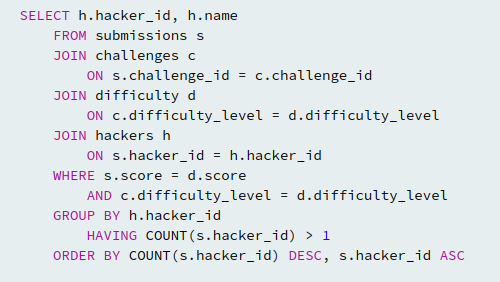 SELECT h.hacker_id, h.name
    FROM submissions s
    JOIN challenges c
        ON s.challenge_id = c.challenge_id
    JOIN difficulty d
        ON c.difficulty_level = d.difficulty_level
    JOIN hackers h
        ON s.hacker_id = h.hacker_id
    WHERE s.score = d.score
        AND c.difficulty_level = d.difficulty_level
    GROUP BY h.hacker_id
        HAVING COUNT(s.hacker_id) > 1
    ORDER BY COUNT(s.hacker_id) DESC, s.hacker_id ASC